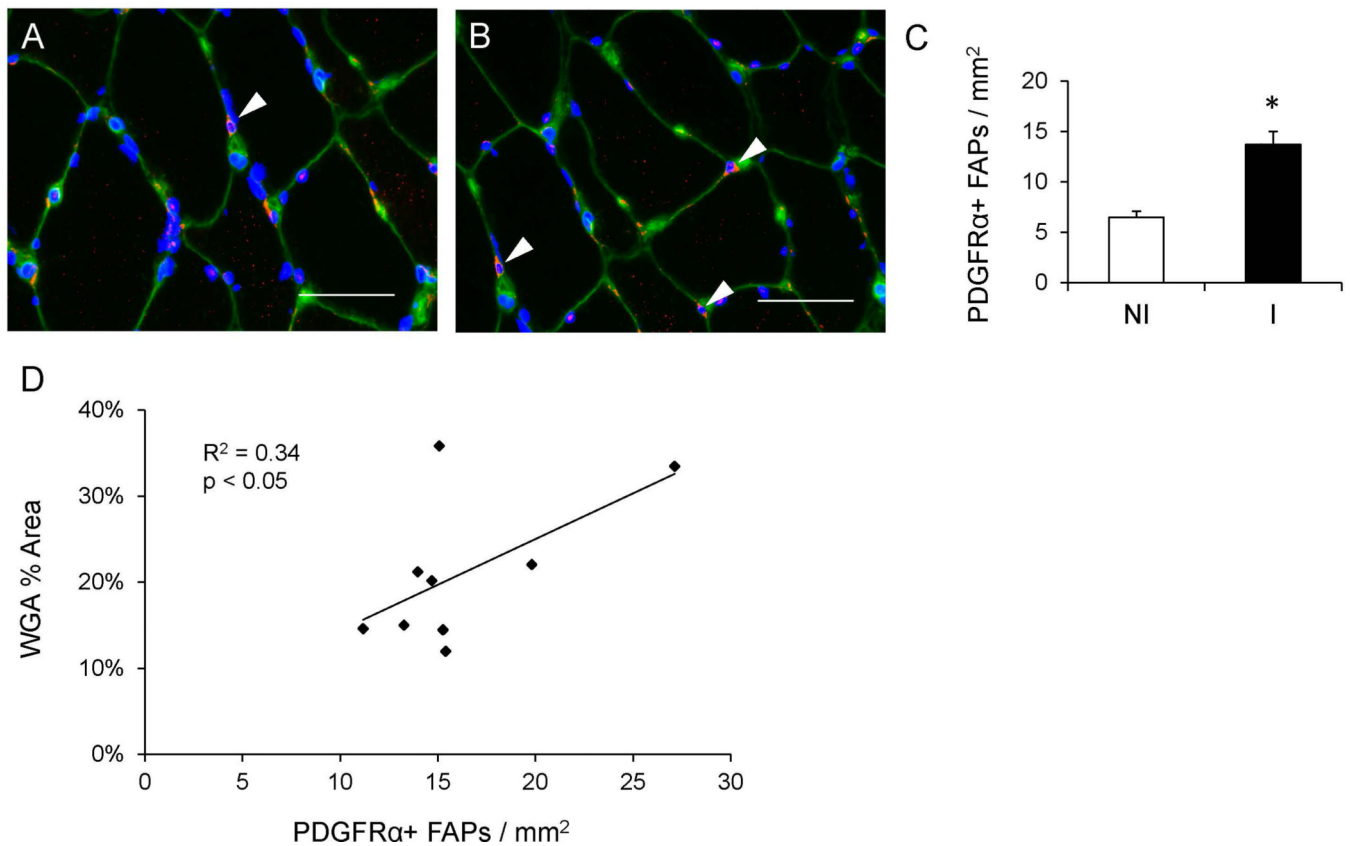 A
B
C
PDGFRα+ FAPs / mm²
20
15
10
5
0
*
NI
I
D
WGA % Area
40%
30%
20%
10%
0%
R² = 0.34
p < 0.05
0
5
10
15
20
25
30
PDGFRα+ FAPs / mm²